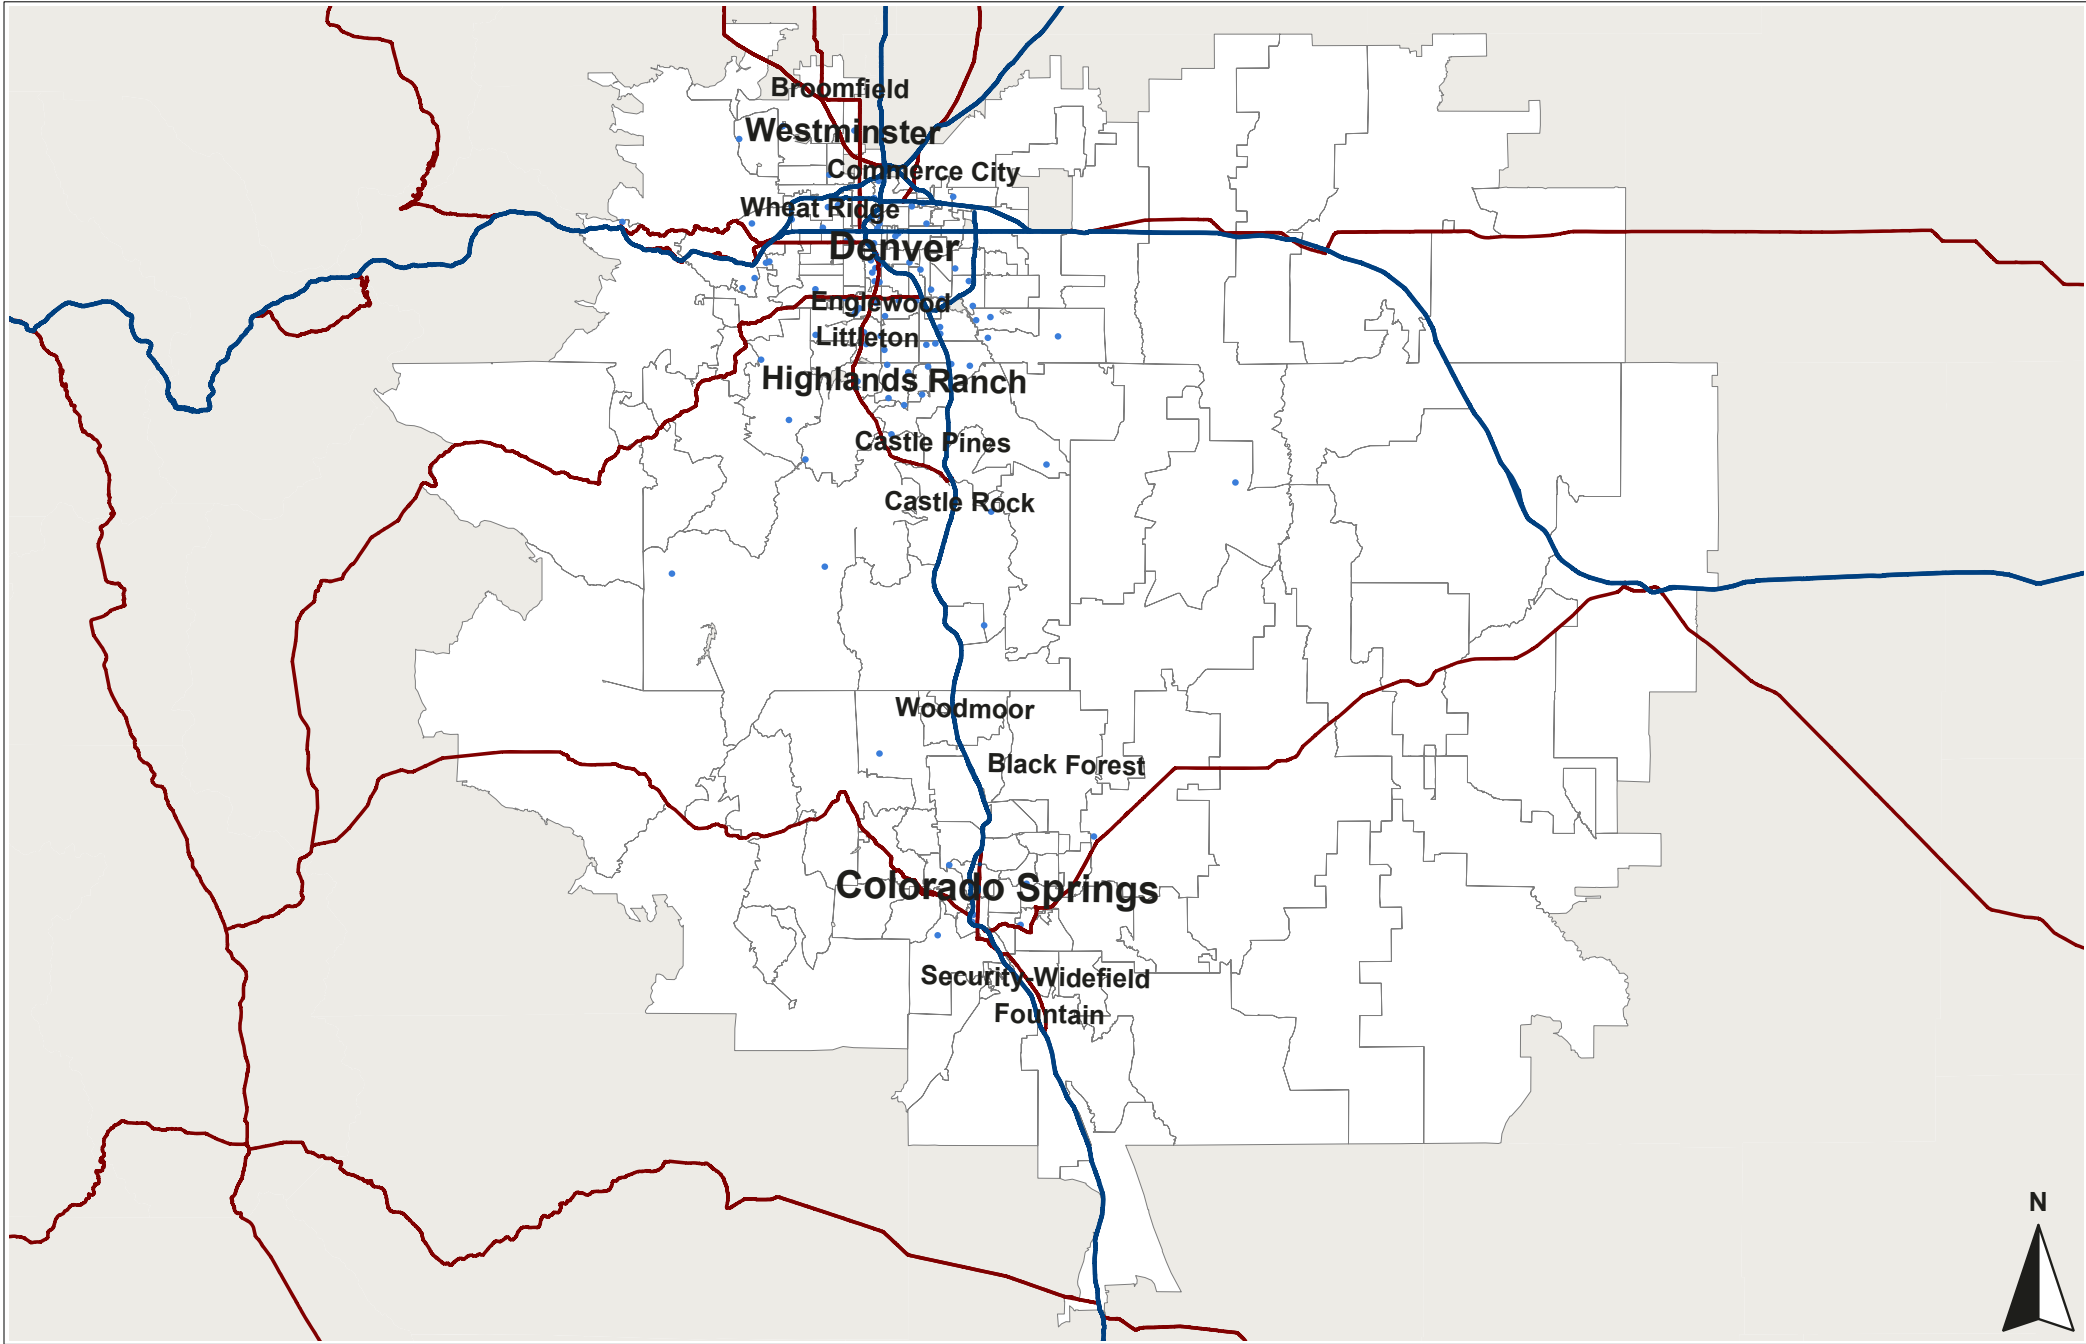 Broomfield
Westminster
Commerce City
Wheat Ridge
Denver
Englewood
Littleton
Highlands Ranch
Castle Pines
Castle Rock
Woodmoor
Black Forest
Colorado Springs
Security-Widefield
Fountain
N